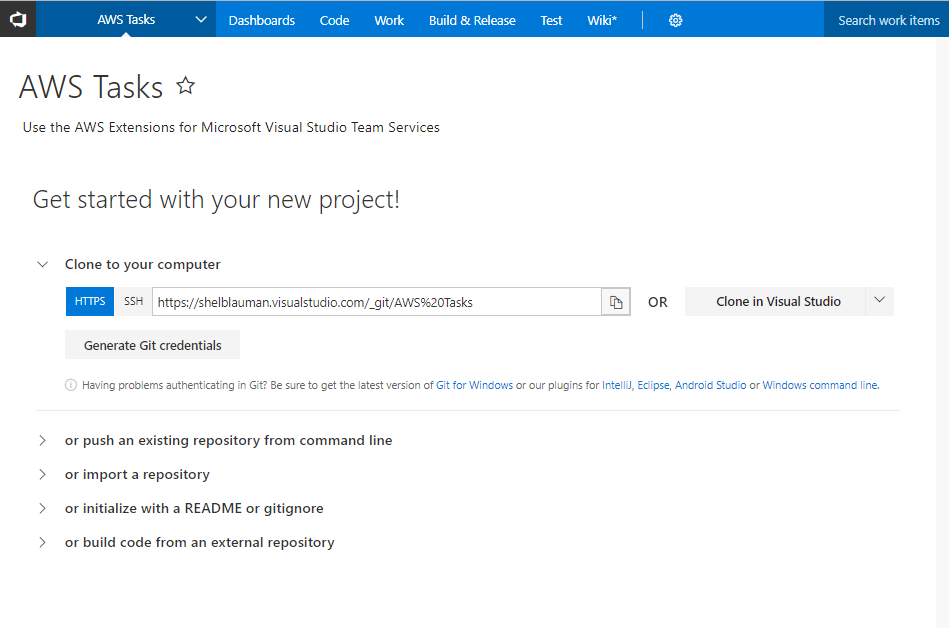 AWS Tasks Dashboards Code Work Build & Release Test Wiki* Search work items
AWS Tasks
Use the AWS Extensions for Microsoft Visual Studio Team Services
Get started with your new project!
Clone to your computer
HTTPS SSH https://shelblauman.visualstudio.com/_git/AWS%20Tasks OR Clone in Visual Studio
Generate Git credentials
Having problems authenticating in Git? Be sure to get the latest version of Git for Windows or our plugins for IntelliJ, Eclipse, Android Studio or Windows command line.
or push an existing repository from command line
or import a repository
or initialize with a README or gitignore
or build code from an external repository